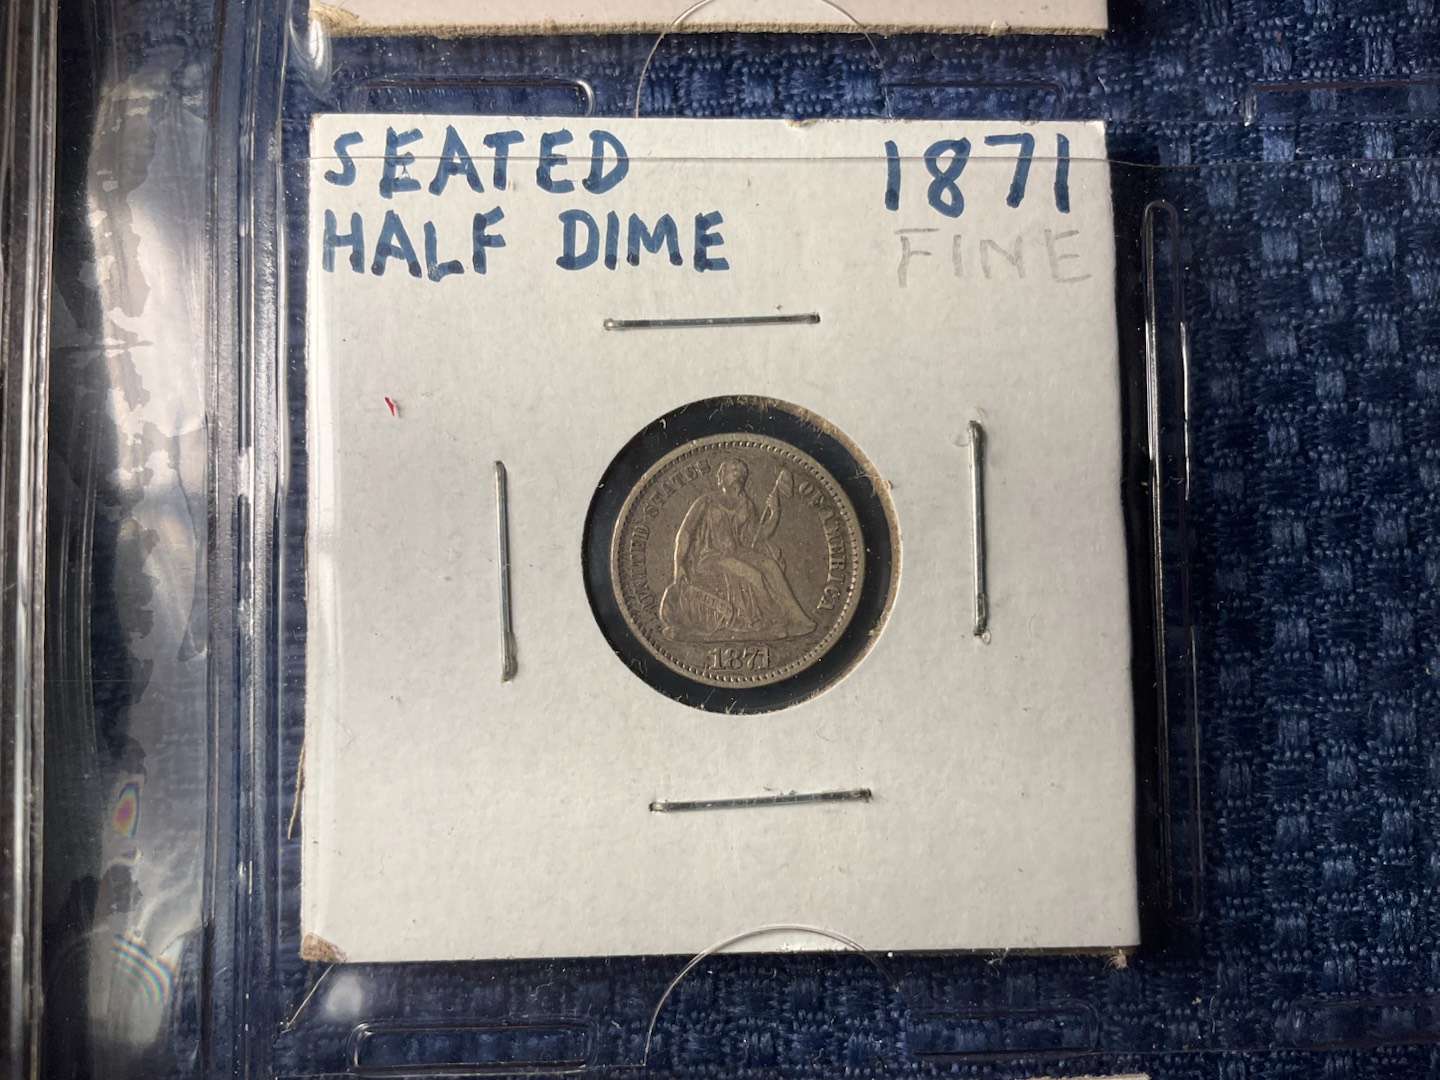 SEATED
HALF DIME
1871
FINE
UNITED STATES OF AMERICA
1871